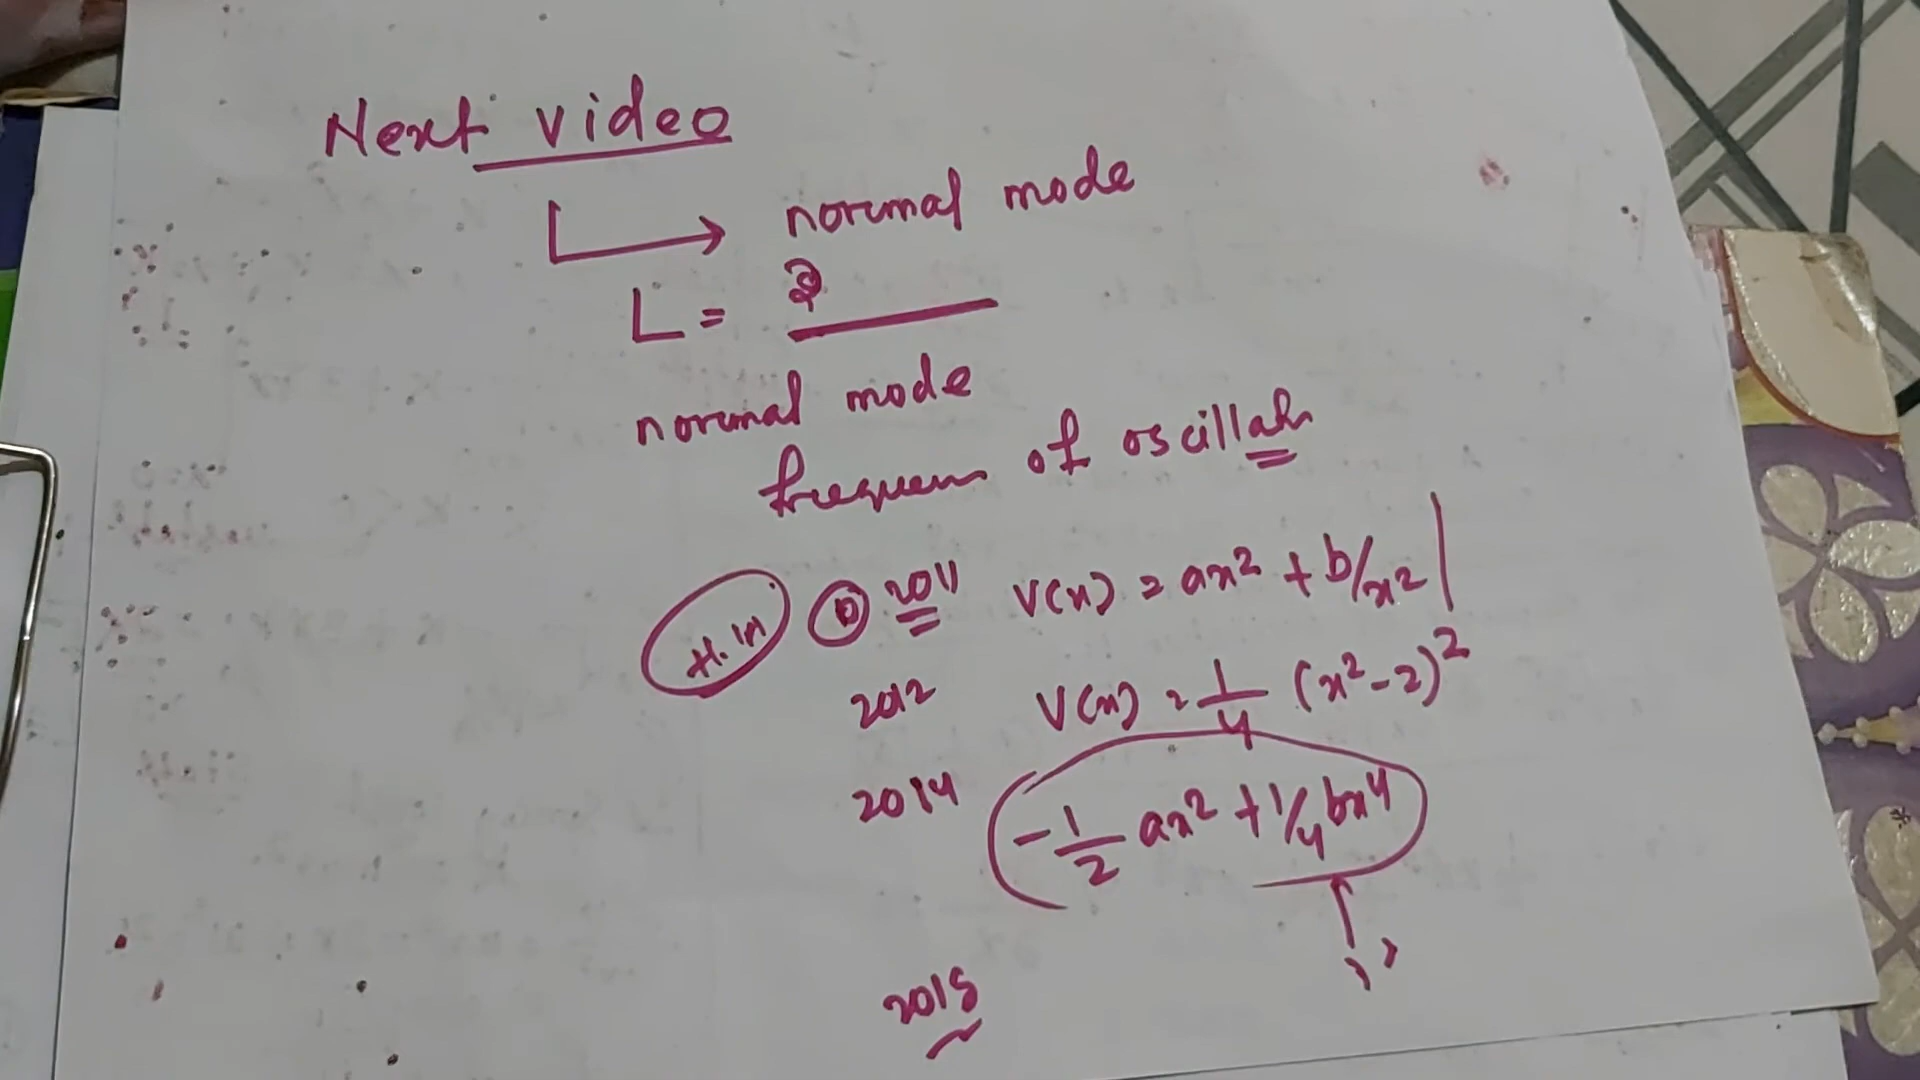 Next video
normal mode
L =
normal mode
frequen of oscillah
H.W 2011 V(x) = ax² + b/x²
2012 V(x) = 1/4 (x² - 2)²
2014 -1/2 ax² + 1/4 bx⁴
2015